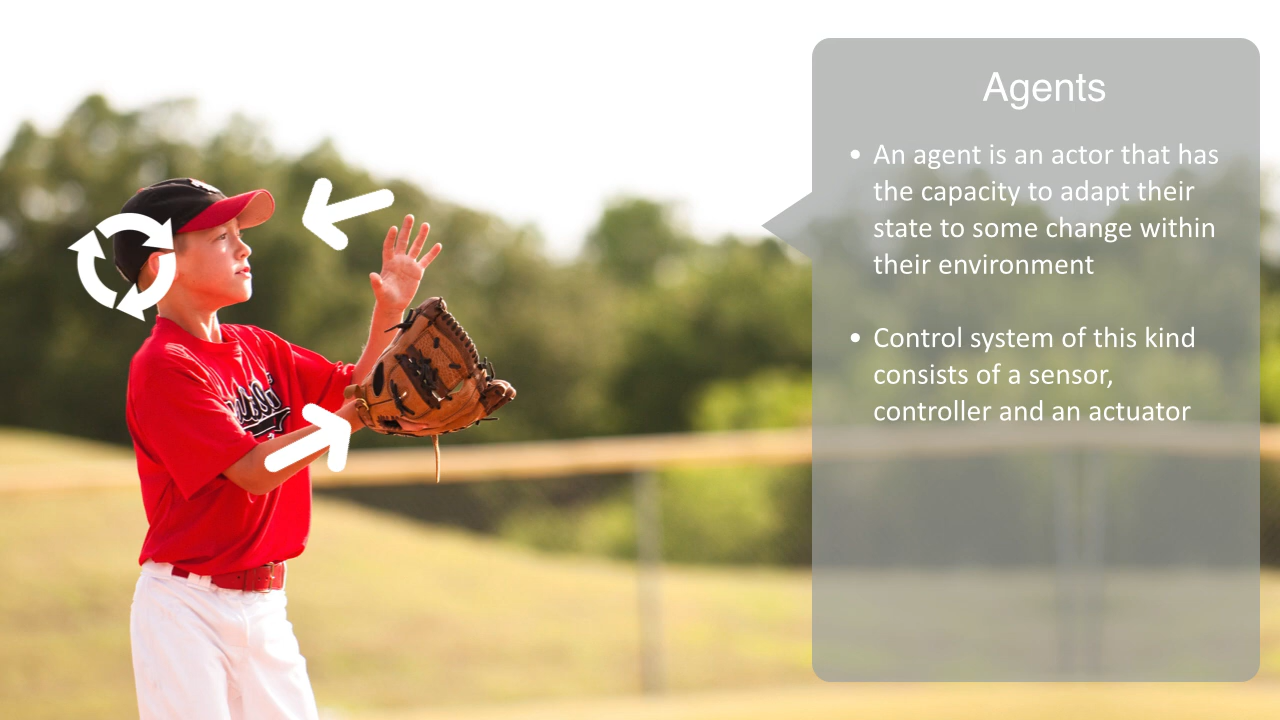 Agents
• An agent is an actor that has
the capacity to adapt their
state to some change within
their environment
• Control system of this kind
consists of a sensor,
controller and an actuator